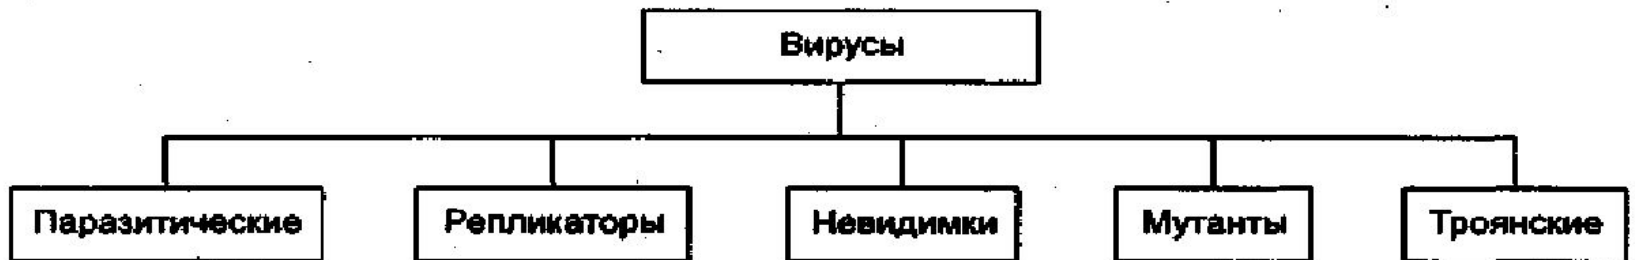 Вирусы
Паразитические Репликаторы Невидимки Мутанты Троянские